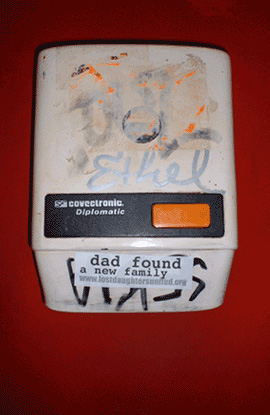 Ethel
covectronic.
Diplomatic
dad found
a new family
www.lostdaughtersunited.org